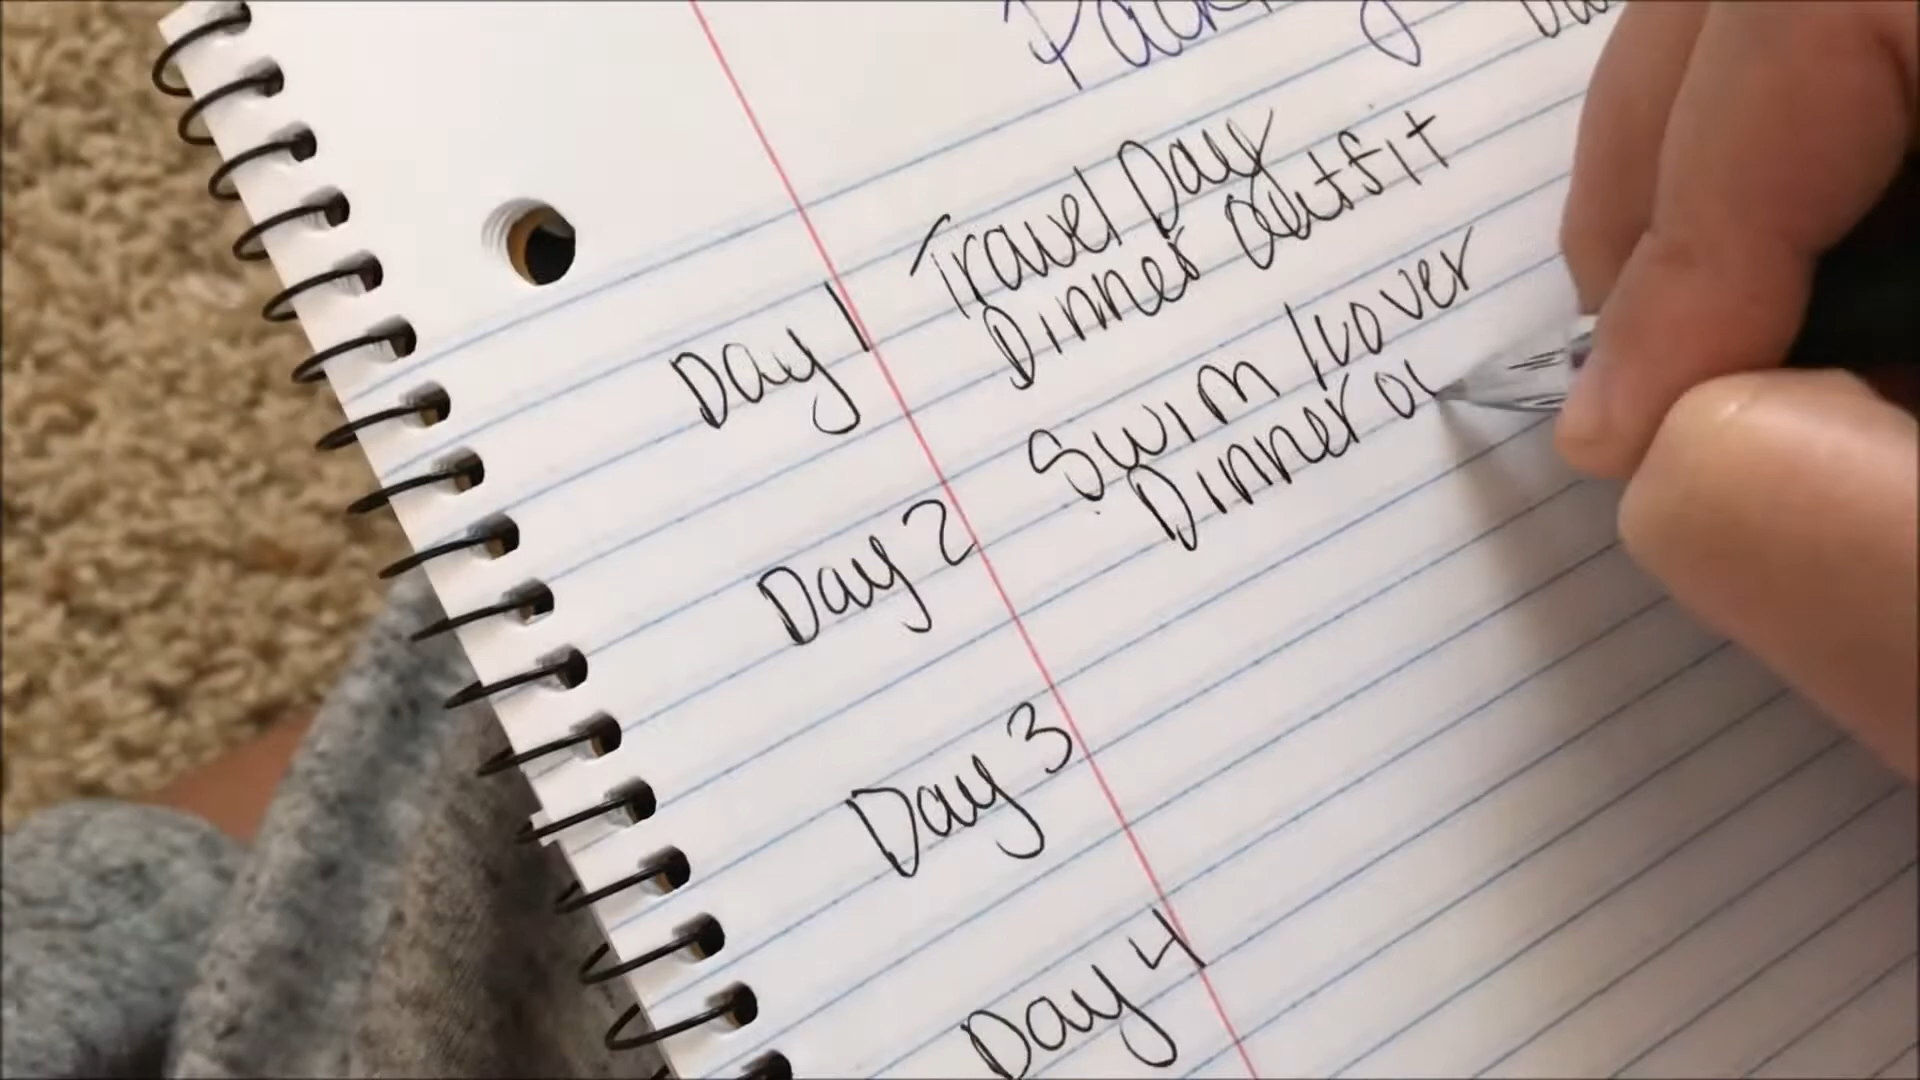 Travel Day
Day 1 Dinner Outfit
Swim / cover
Day 2 Dinner ou
Day 3
Day 4